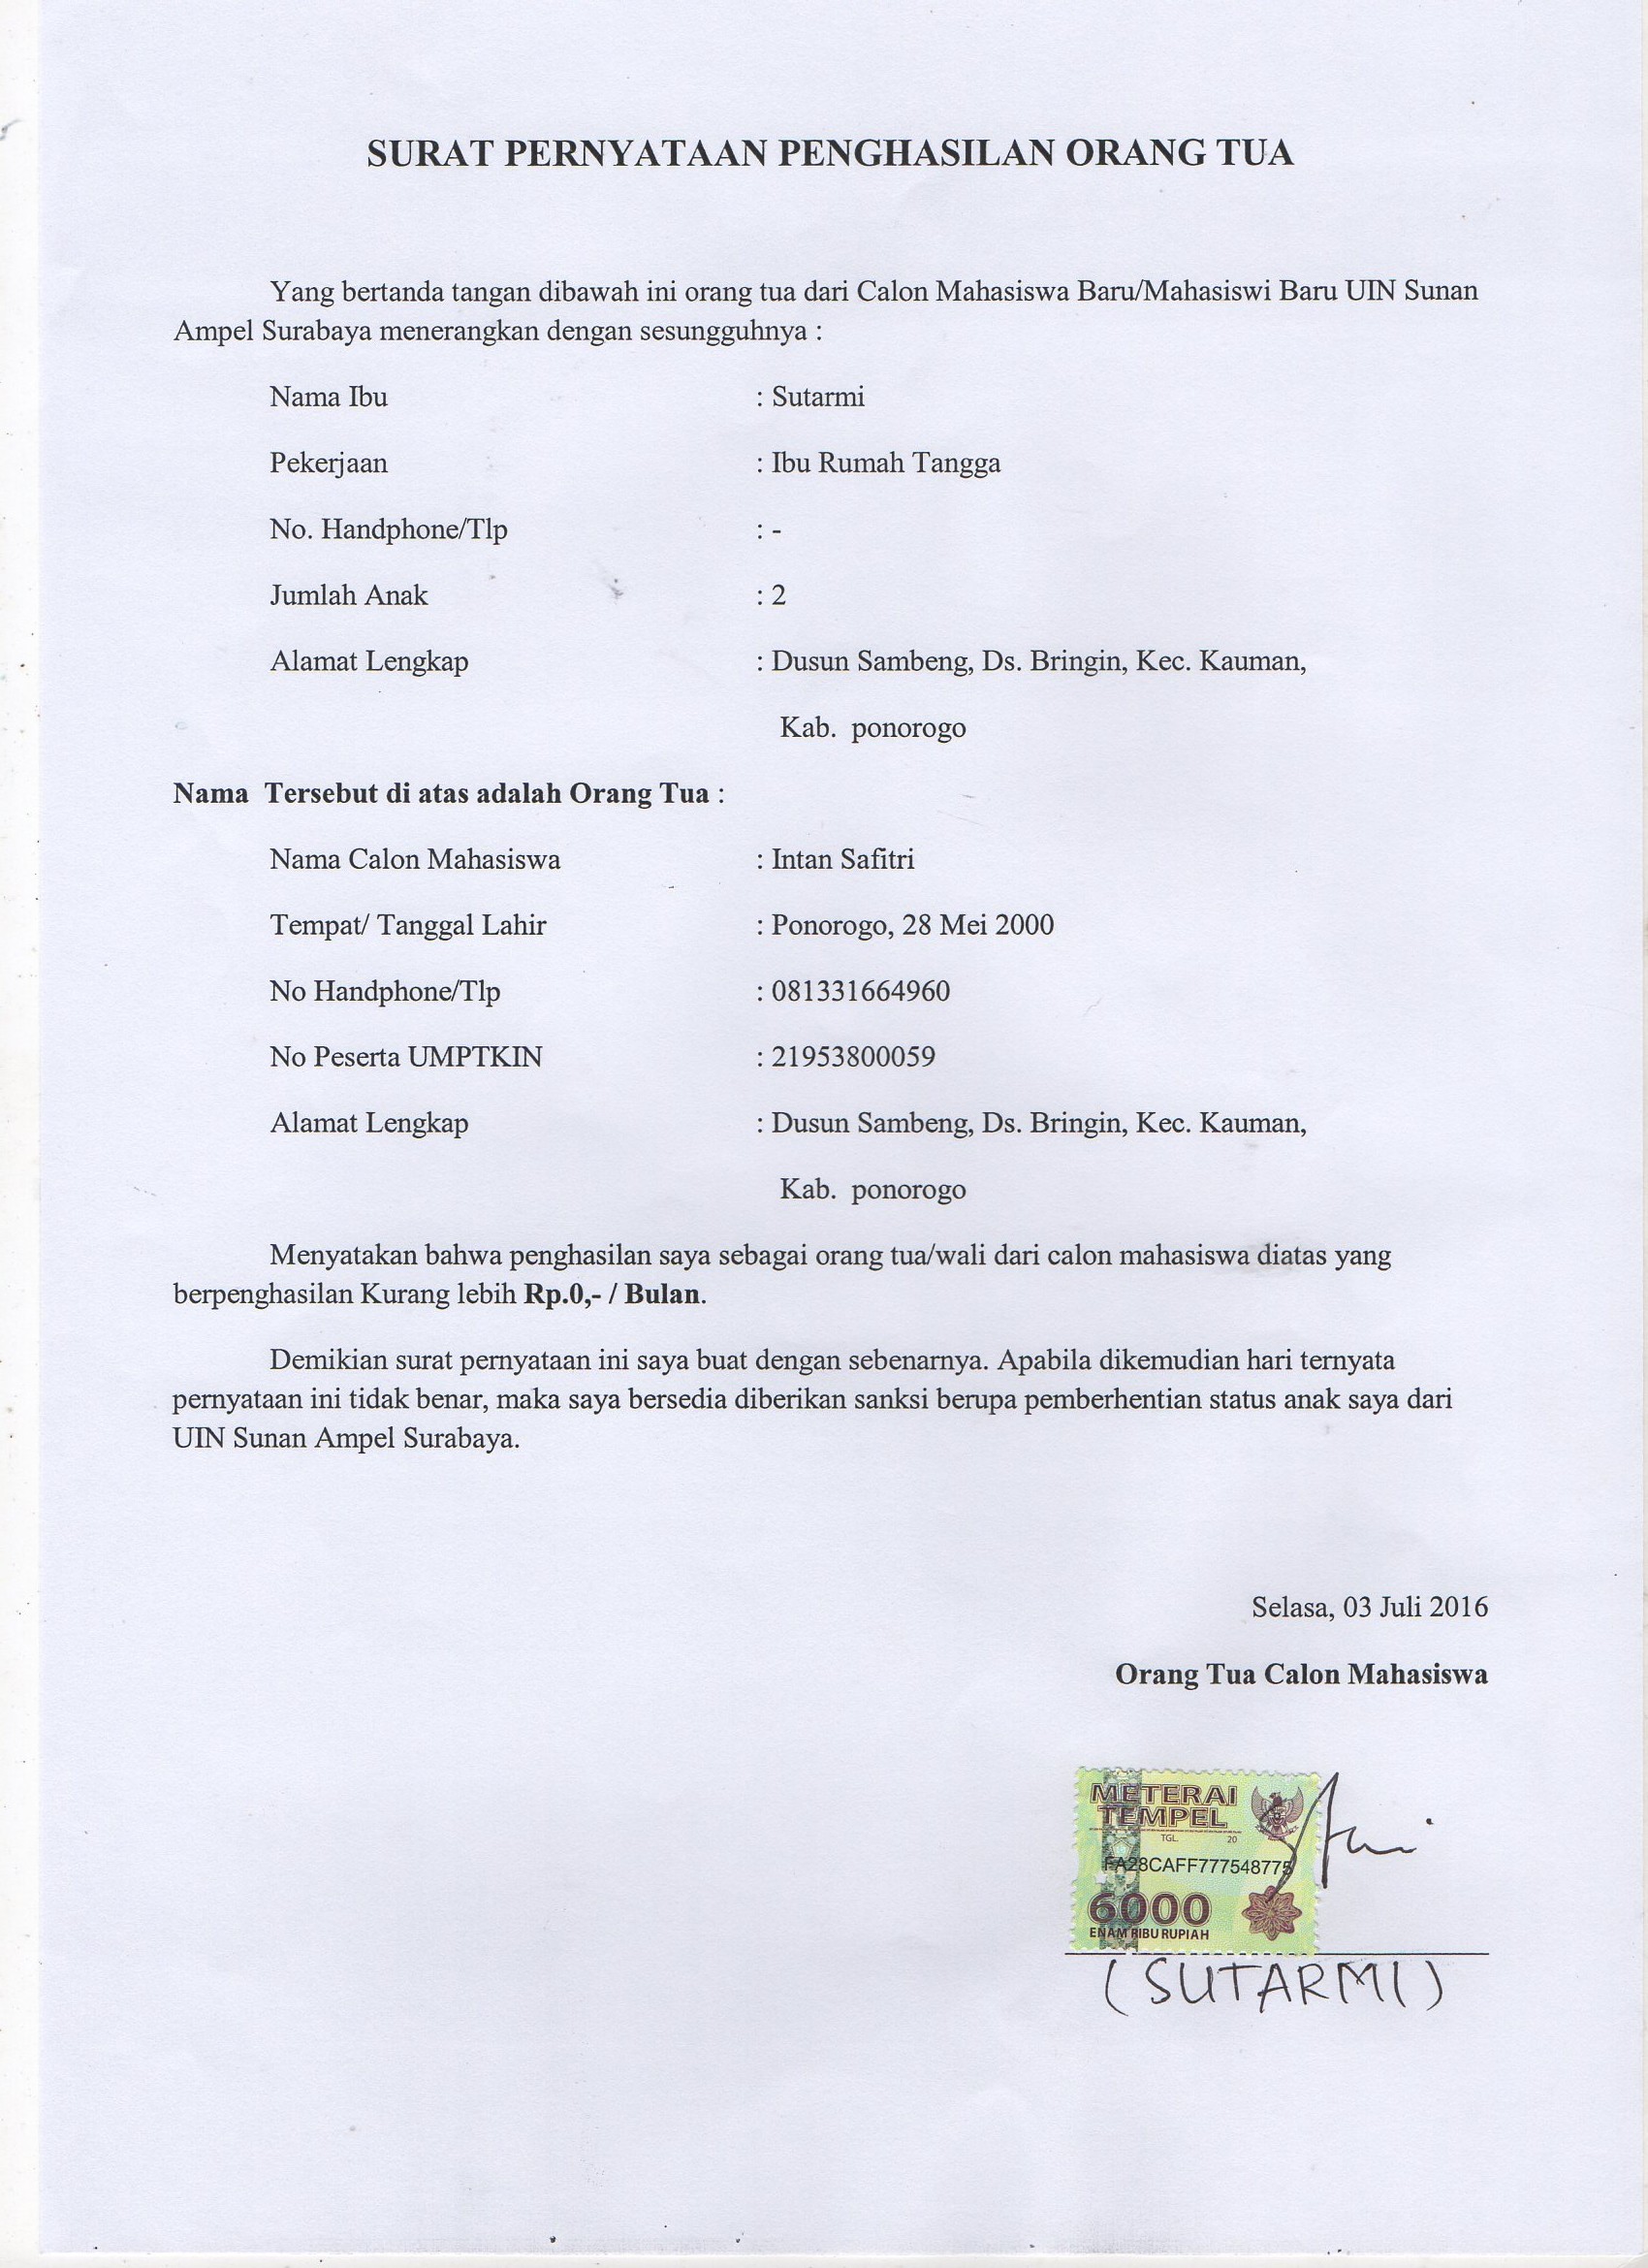 SURAT PERNYATAAN PENGHASILAN ORANG TUA
Yang bertanda tangan dibawah ini orang tua dari Calon Mahasiswa Baru/Mahasiswi Baru UIN Sunan
Ampel Surabaya menerangkan dengan sesungguhnya :
Nama Ibu : Sutarmi
Pekerjaan : Ibu Rumah Tangga
No. Handphone/Tlp : -
Jumlah Anak : 2
Alamat Lengkap : Dusun Sambeng, Ds. Bringin, Kec. Kauman,
Kab. ponorogo
Nama Tersebut di atas adalah Orang Tua :
Nama Calon Mahasiswa : Intan Safitri
Tempat/ Tanggal Lahir : Ponorogo, 28 Mei 2000
No Handphone/Tlp : 081331664960
No Peserta UMPTKIN : 21953800059
Alamat Lengkap : Dusun Sambeng, Ds. Bringin, Kec. Kauman,
Kab. ponorogo
Menyatakan bahwa penghasilan saya sebagai orang tua/wali dari calon mahasiswa diatas yang
berpenghasilan Kurang lebih Rp.0,- / Bulan.
Demikian surat pernyataan ini saya buat dengan sebenarnya. Apabila dikemudian hari ternyata
pernyataan ini tidak benar, maka saya bersedia diberikan sanksi berupa pemberhentian status anak saya dari
UIN Sunan Ampel Surabaya.
Selasa, 03 Juli 2016
Orang Tua Calon Mahasiswa
METERAI
TEMPEL
TGL. 20
FA28CAFF777548775
6000
ENAM RIBU RUPIAH
(SUTARMI)